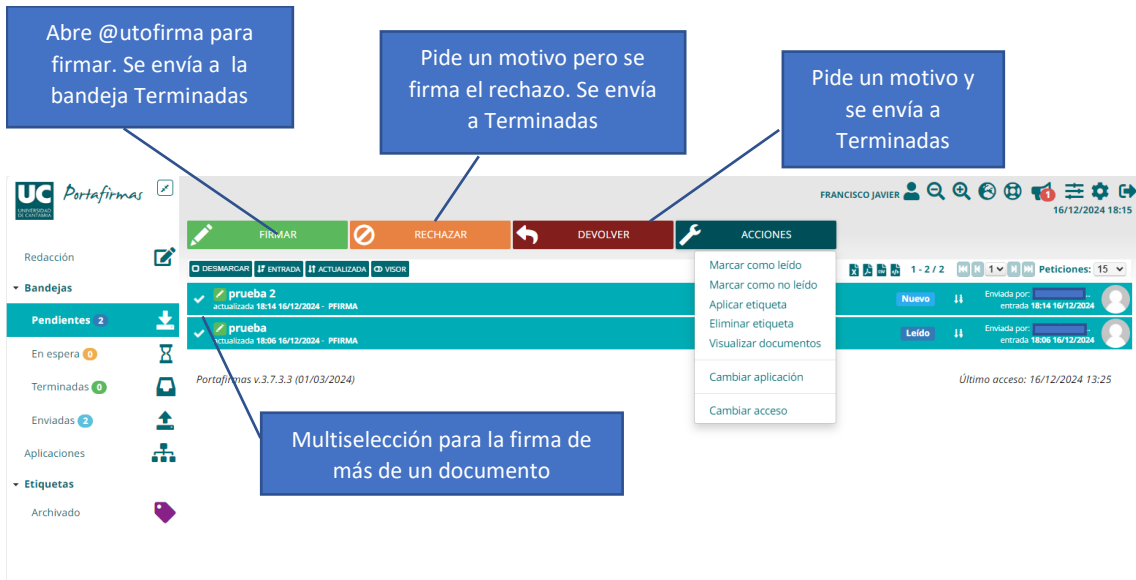 Abre @utofirma para
firmar. Se envía a la
bandeja Terminadas
Pide un motivo pero se
firma el rechazo. Se envía
a Terminadas
Pide un motivo y
se envía a
Terminadas
UC
UNIVERSIDAD
DE CANTABRIA
Portafirmas
FRANCISCO JAVIER
1
16/12/2024 18:15
FIRMAR
RECHAZAR
DEVOLVER
ACCIONES
Redacción
Bandejas
Pendientes 2
En espera 0
Terminadas 0
Enviadas 2
Aplicaciones
Etiquetas
Archivado
DESMARCAR
ENTRADA
ACTUALIZADA
VISOR
1 - 2 / 2
1
Peticiones: 15
prueba 2
actualizada 18:14 16/12/2024 - PFIRMA
Nuevo
Enviada por:
entrada 18:14 16/12/2024
prueba
actualizada 18:06 16/12/2024 - PFIRMA
Leído
Enviada por:
entrada 18:06 16/12/2024
Marcar como leído
Marcar como no leído
Aplicar etiqueta
Eliminar etiqueta
Visualizar documentos
Cambiar aplicación
Cambiar acceso
Portafirmas v.3.7.3.3 (01/03/2024)
Último acceso: 16/12/2024 13:25
Multiselección para la firma de
más de un documento